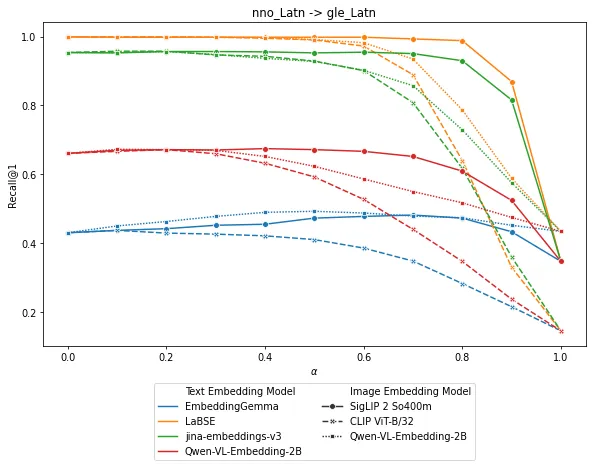 nno_Latn -> gle_Latn
1.0
0.8
0.6
0.4
0.2
Recall@1
0.0 0.2 0.4 0.6 0.8 1.0
α
Text Embedding Model Image Embedding Model
EmbeddingGemma SigLIP 2 So400m
LaBSE CLIP ViT-B/32
jina-embeddings-v3 Qwen-VL-Embedding-2B
Qwen-VL-Embedding-2B